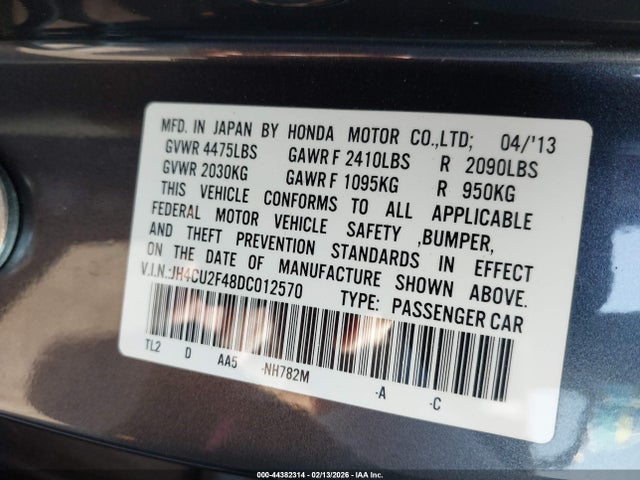 MFD. IN JAPAN BY HONDA MOTOR CO.,LTD; 04/'13
GVWR 4475LBS GAWR F 2410LBS R 2090LBS
GVWR 2030KG GAWR F 1095KG R 950KG
THIS VEHICLE CONFORMS TO ALL APPLICABLE
FEDERAL MOTOR VEHICLE SAFETY ,BUMPER,
AND THEFT PREVENTION STANDARDS IN EFFECT
ON THE DATE OF MANUFACTURE SHOWN ABOVE.
V.I.N.:JH4CU2F48DC012570 TYPE: PASSENGER CAR
TL2 D AA5 -NH782M -A -C
000-44382314 - 02/13/2026 - IAA Inc.